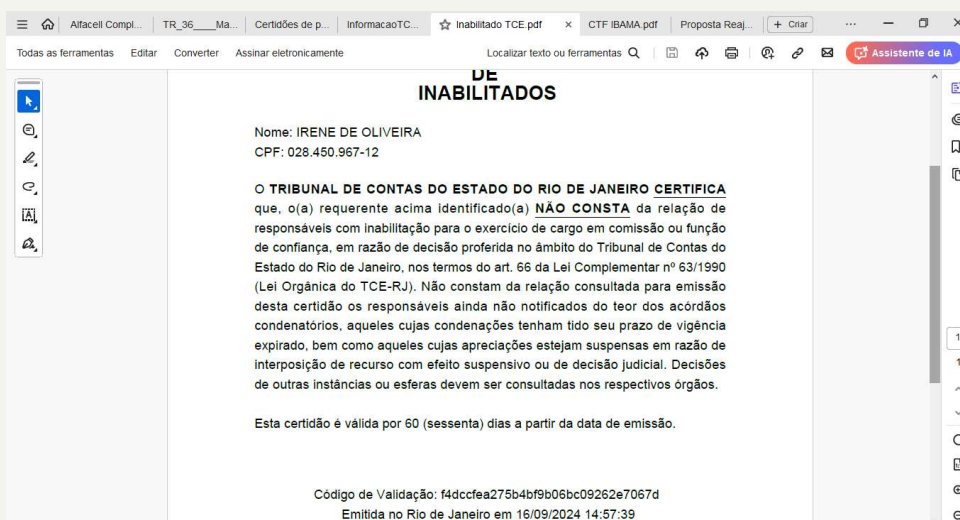 Alfacell Compl...
TR_36____Ma...
Certidões de p...
InformacaoTC...
Inabilitado TCE.pdf
CTF IBAMA.pdf
Proposta Reaj...
+ Criar
Todas as ferramentas
Editar
Converter
Assinar eletronicamente
Localizar texto ou ferramentas
Assistente de IA
DE
INABILITADOS
Nome: IRENE DE OLIVEIRA
CPF: 028.450.967-12
O TRIBUNAL DE CONTAS DO ESTADO DO RIO DE JANEIRO CERTIFICA
que, o(a) requerente acima identificado(a) NÃO CONSTA da relação de
responsáveis com inabilitação para o exercício de cargo em comissão ou função
de confiança, em razão de decisão proferida no âmbito do Tribunal de Contas do
Estado do Rio de Janeiro, nos termos do art. 66 da Lei Complementar nº 63/1990
(Lei Orgânica do TCE-RJ). Não constam da relação consultada para emissão
desta certidão os responsáveis ainda não notificados do teor dos acórdãos
condenatórios, aqueles cujas condenações tenham tido seu prazo de vigência
expirado, bem como aqueles cujas apreciações estejam suspensas em razão de
interposição de recurso com efeito suspensivo ou de decisão judicial. Decisões
de outras instâncias ou esferas devem ser consultadas nos respectivos órgãos.
Esta certidão é válida por 60 (sessenta) dias a partir da data de emissão.
Código de Validação: f4dccfea275b4bf9b06bc09262e7067d
Emitida no Rio de Janeiro em 16/09/2024 14:57:39
1
1